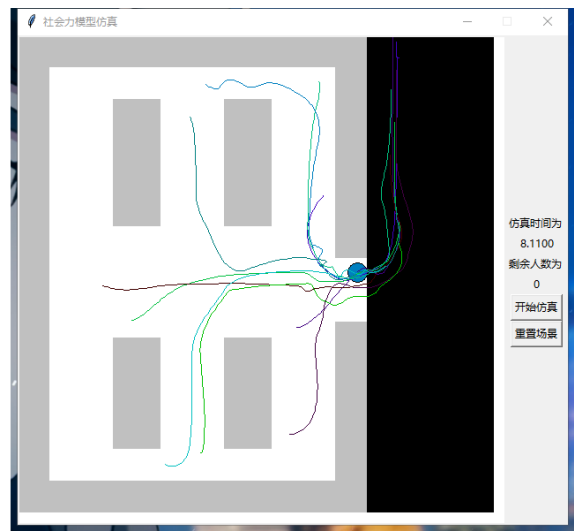 社会力模型仿真
仿真时间为
8.1100
剩余人数为
0
开始仿真
重置场景